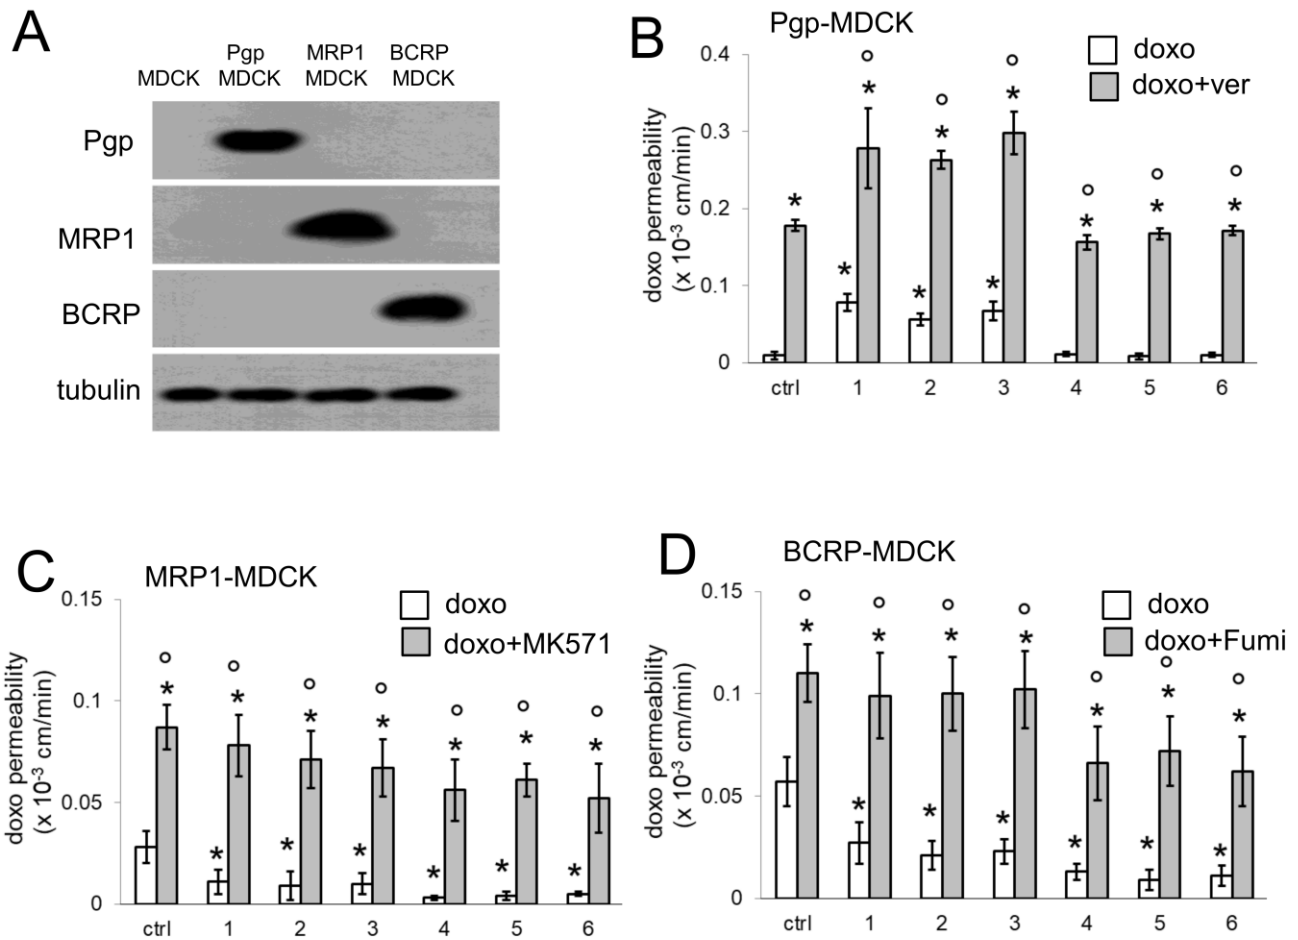 A
Pgp MRP1 BCRP
MDCK MDCK MDCK MDCK
Pgp
MRP1
BCRP
tubulin
B
Pgp-MDCK
doxo
doxo+ver
doxo permeability
(x 10⁻³ cm/min)
0.4
0.3
0.2
0.1
0
ctrl 1 2 3 4 5 6
C
MRP1-MDCK
doxo
doxo+MK571
doxo permeability
(x 10⁻³ cm/min)
0.15
0.1
0.05
0
ctrl 1 2 3 4 5 6
D
BCRP-MDCK
doxo
doxo+Fumi
doxo permeability
(x 10⁻³ cm/min)
0.15
0.1
0.05
0
ctrl 1 2 3 4 5 6